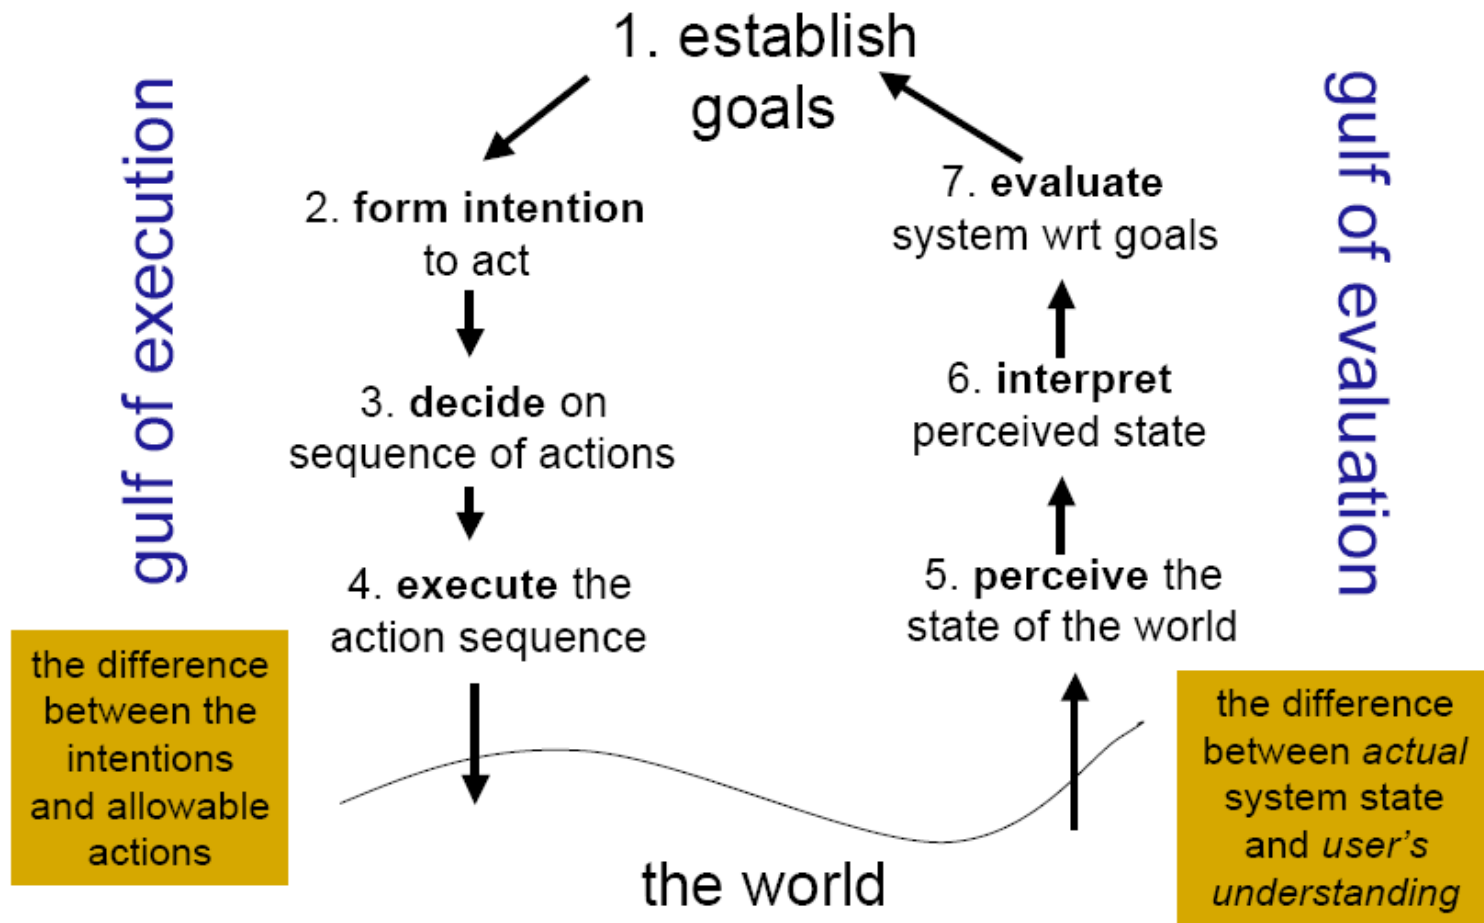 1. establish
goals
gulf of execution
2. form intention
to act
3. decide on
sequence of actions
4. execute the
action sequence
the difference
between the
intentions
and allowable
actions
gulf of evaluation
7. evaluate
system wrt goals
6. interpret
perceived state
5. perceive the
state of the world
the difference
between actual
system state
and user's
understanding
the world